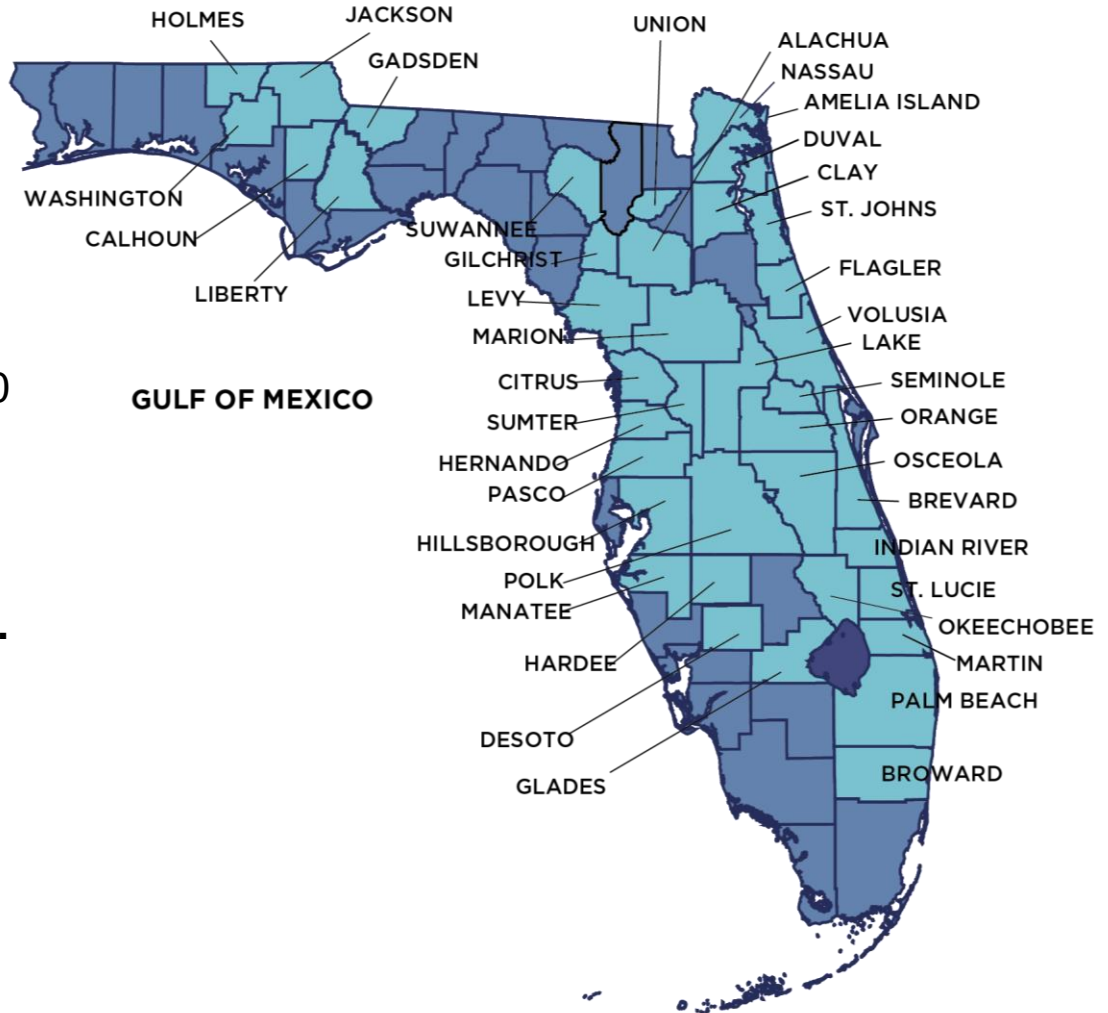 HOLMES
JACKSON
GADSDEN
UNION
ALACHUA
NASSAU
AMELIA ISLAND
DUVAL
CLAY
ST. JOHNS
WASHINGTON
CALHOUN
LIBERTY
SUWANNEE
GILCHRIST
LEVY
MARION
FLAGLER
VOLUSIA
LAKE
0
GULF OF MEXICO
CITRUS
SUMTER
HERNANDO
PASCO
SEMINOLE
ORANGE
OSCEOLA
BREVARD
HILLSBOROUGH
POLK
MANATEE
HARDEE
DESOTO
GLADES
INDIAN RIVER
ST. LUCIE
OKEECHOBEE
MARTIN
PALM BEACH
BROWARD